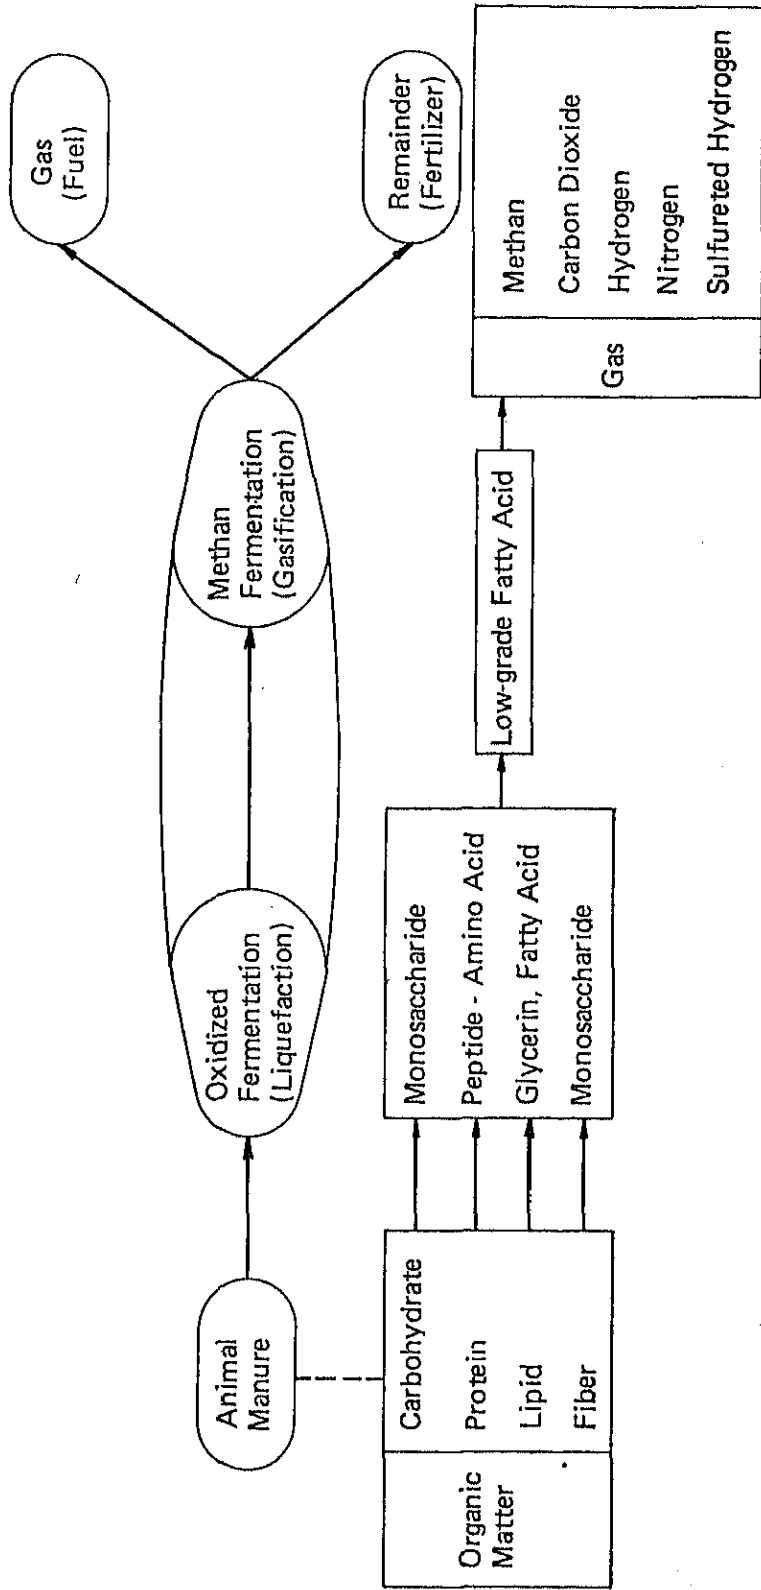 Animal
Manure
Oxidized
Fermentation
(Liquefaction)
Methan
Fermentation
(Gasification)
Gas
(Fuel)
Remainder
(Fertilizer)
Organic
Matter
Carbohydrate
Protein
Lipid
Fiber
Monosaccharide
Peptide - Amino Acid
Glycerin, Fatty Acid
Monosaccharide
Low-grade Fatty Acid
Gas
Methan
Carbon Dioxide
Hydrogen
Nitrogen
Sulfureted Hydrogen